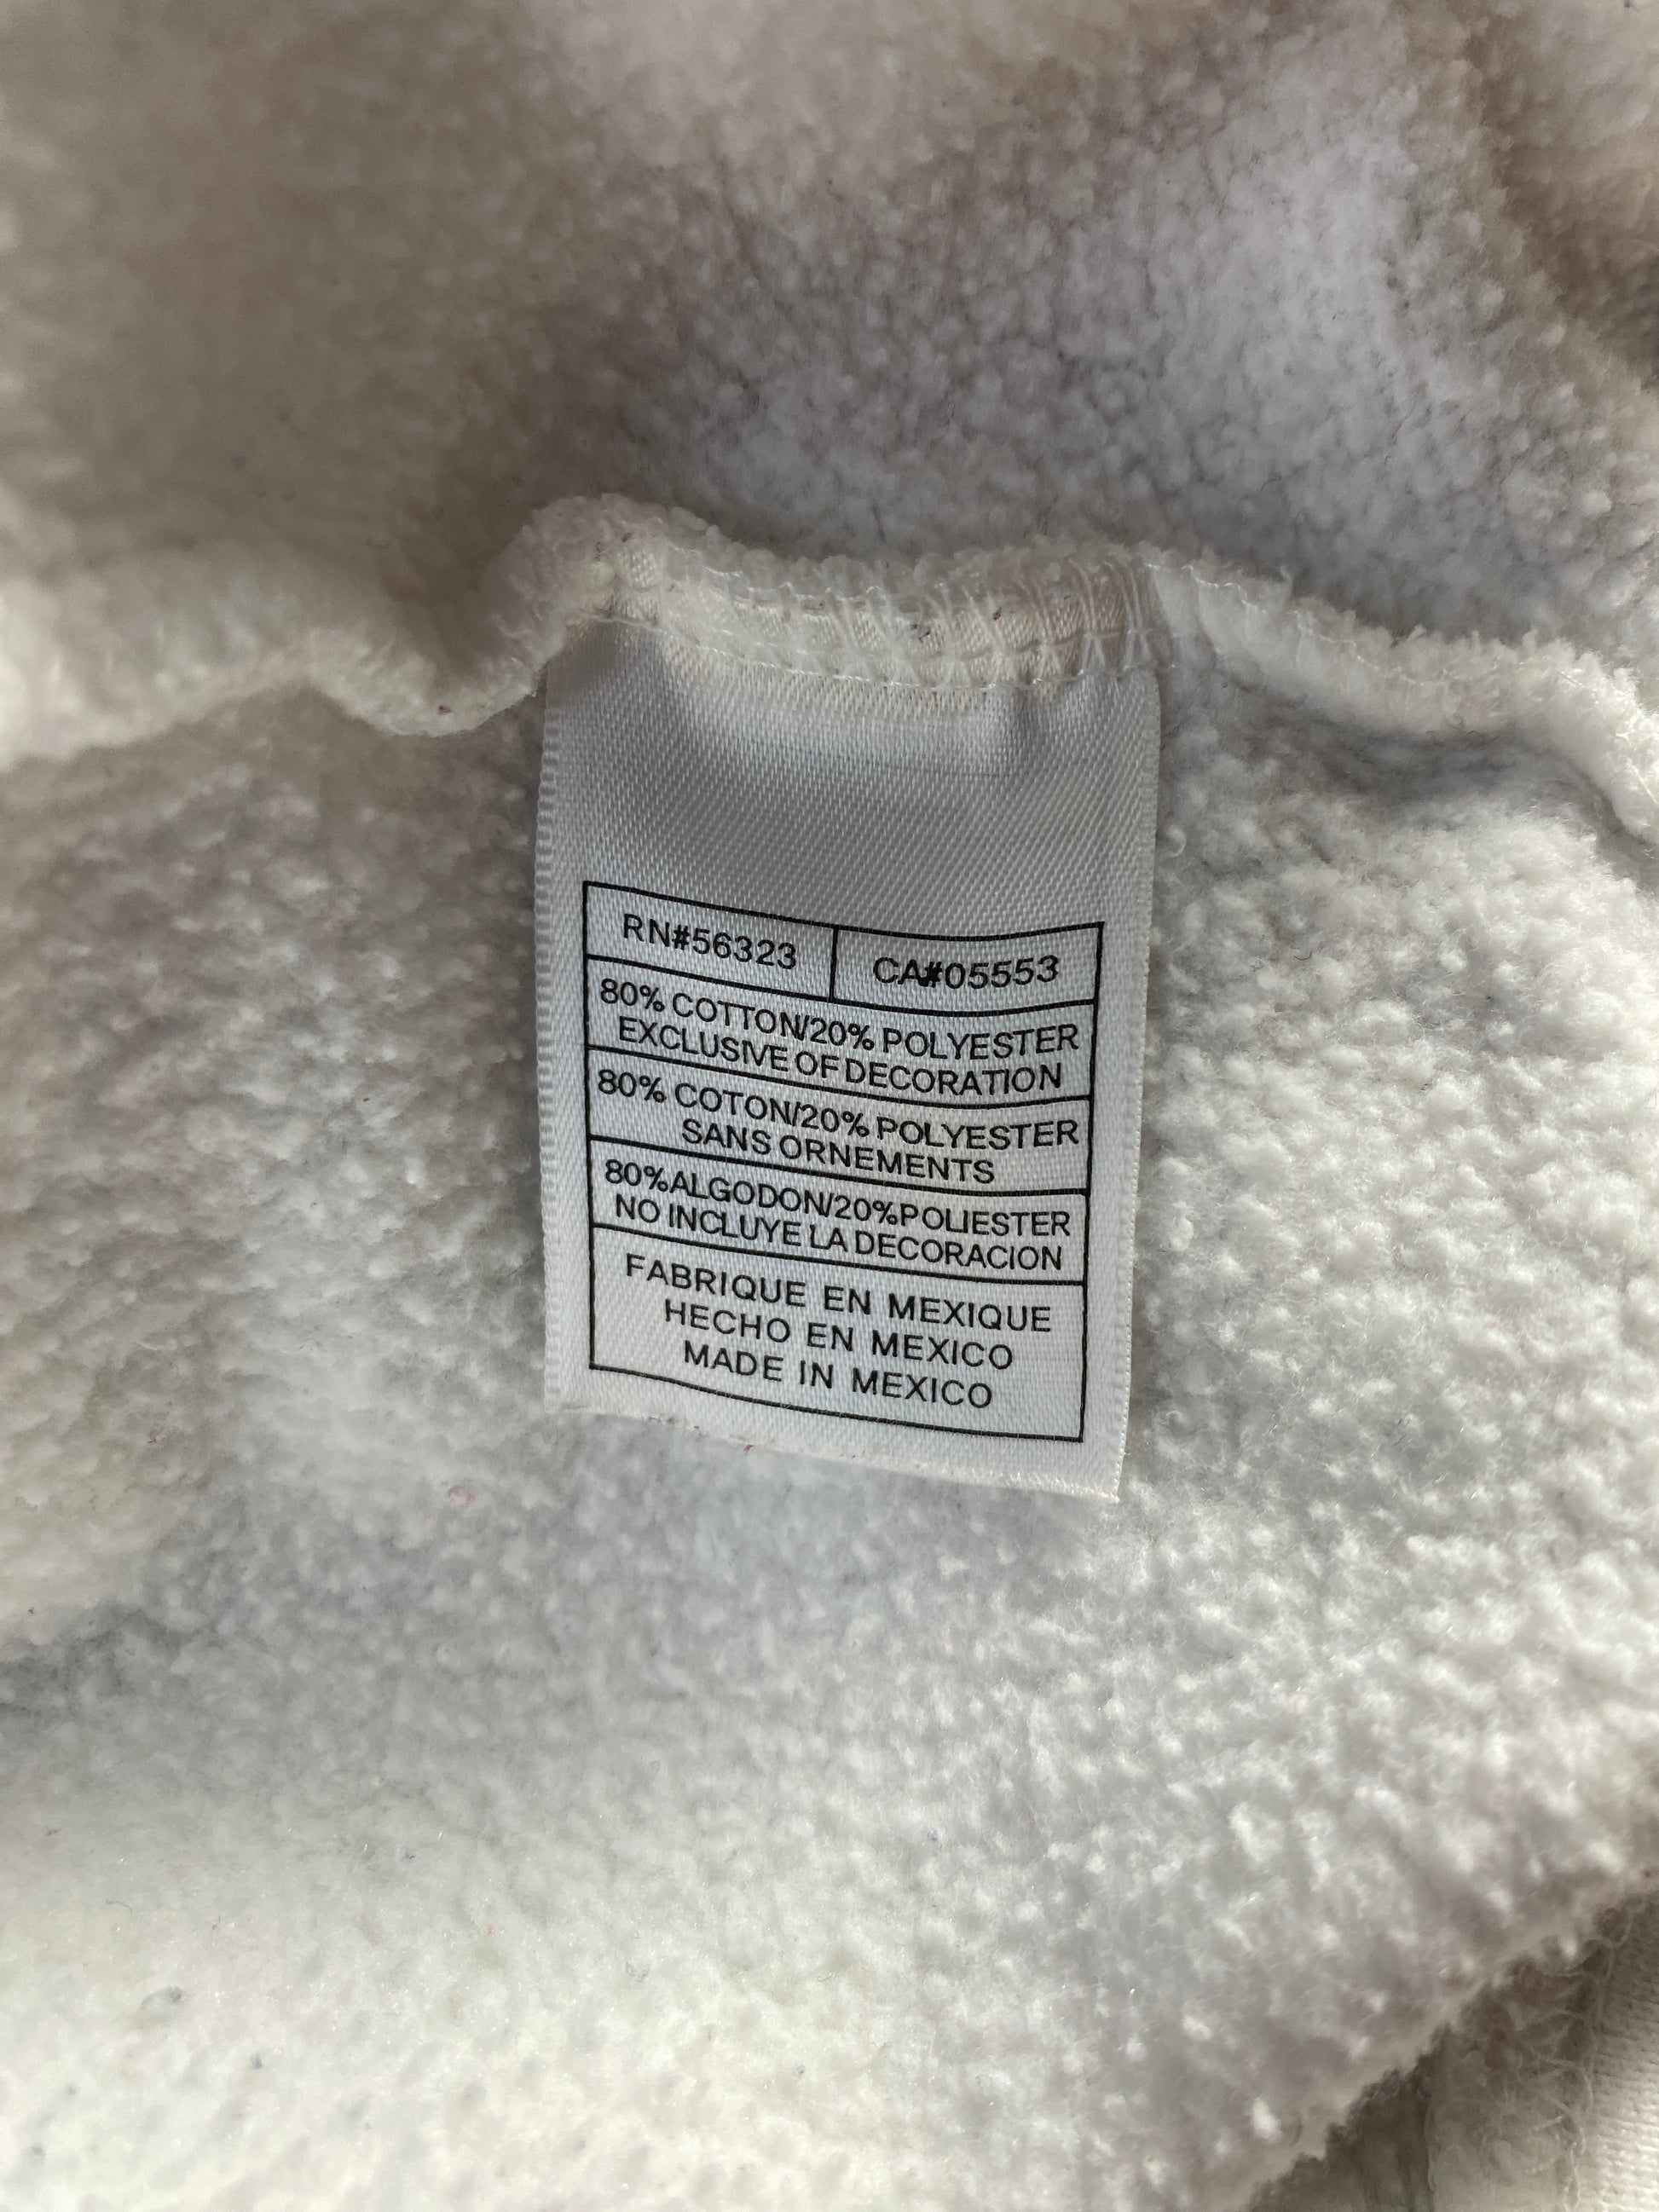 RN#56323 CA#05553
80% COTTON/20% POLYESTER
EXCLUSIVE OF DECORATION
80% COTON/20% POLYESTER
SANS ORNEMENTS
80%ALGODON/20%POLIESTER
NO INCLUYE LA DECORACION
FABRIQUE EN MEXIQUE
HECHO EN MEXICO
MADE IN MEXICO